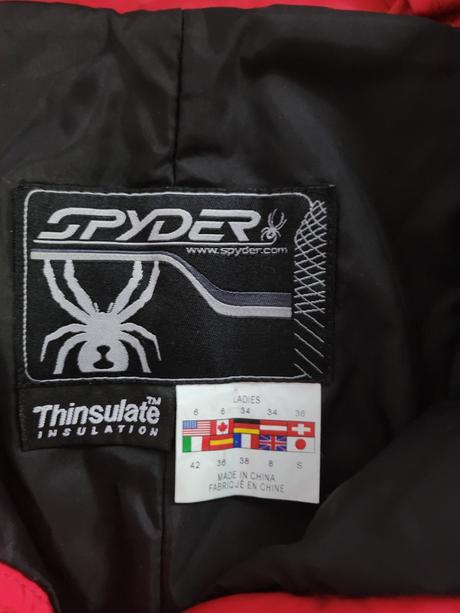 SPYDER
www.spyder.com
Thinsulate™
INSULATION
LADIES
6 6 34 34 36
42 36 38 8 S
MADE IN CHINA
FABRIQUÉ EN CHINE